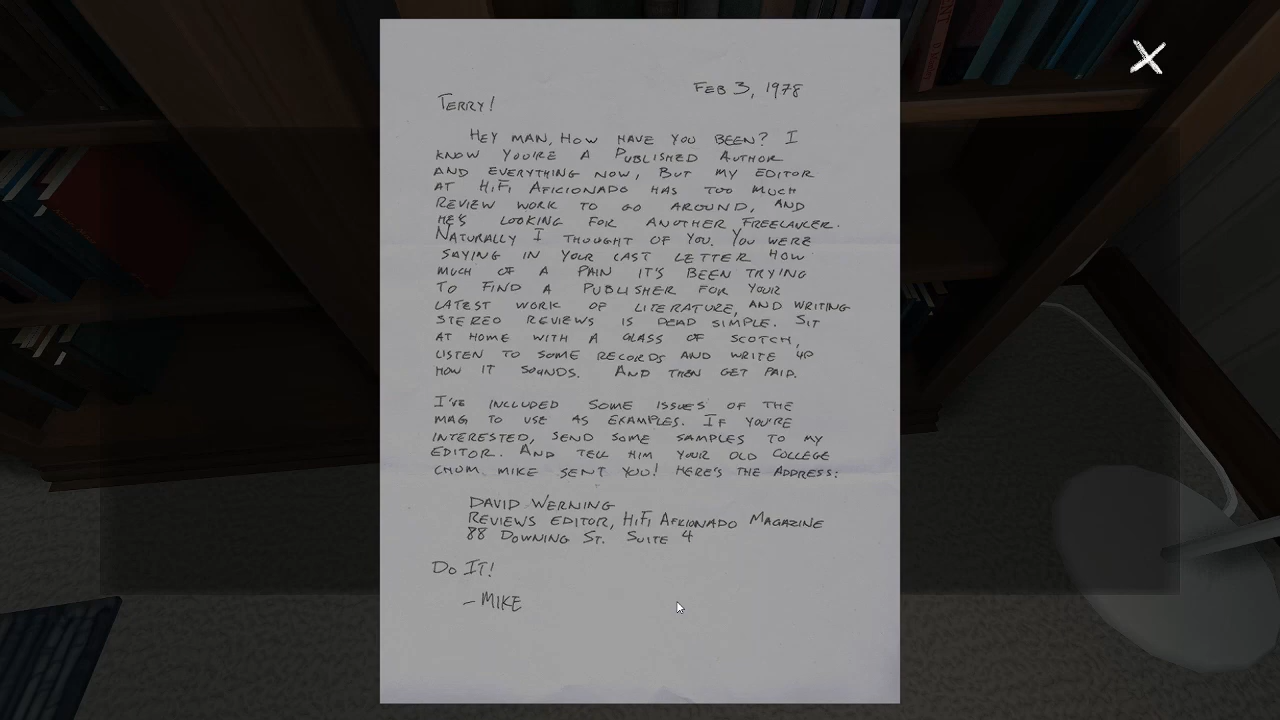 FEB 3, 1978
TERRY!
HEY MAN, HOW HAVE YOU BEEN? I
KNOW YOU'RE A PUBLISHED AUTHOR
AND EVERYTHING NOW, BUT MY EDITOR
AT HIFI AFICIONADO HAS TOO MUCH
REVIEW WORK TO GO AROUND, AND
HE'S LOOKING FOR ANOTHER FREELANCER.
NATURALLY I THOUGHT OF YOU. YOU WERE
SAYING IN YOUR LAST LETTER HOW
MUCH OF A PAIN IT'S BEEN TRYING
TO FIND A PUBLISHER FOR YOUR
LATEST WORK OF LITERATURE, AND WRITING
STEREO REVIEWS IS DEAD SIMPLE. SIT
AT HOME WITH A GLASS OF SCOTCH,
LISTEN TO SOME RECORDS AND WRITE UP
HOW IT SOUNDS. AND THEN GET PAID.
I'VE INCLUDED SOME ISSUES OF THE
MAG TO USE AS EXAMPLES. IF YOU'RE
INTERESTED, SEND SOME SAMPLES TO MY
EDITOR. AND TELL HIM YOUR OLD COLLEGE
CHUM MIKE SENT YOU! HERE'S THE ADDRESS:
DAVID WERNING
REVIEWS EDITOR, HIFI AFICIONADO MAGAZINE
88 DOWNING ST. SUITE 4
DO IT!
– MIKE